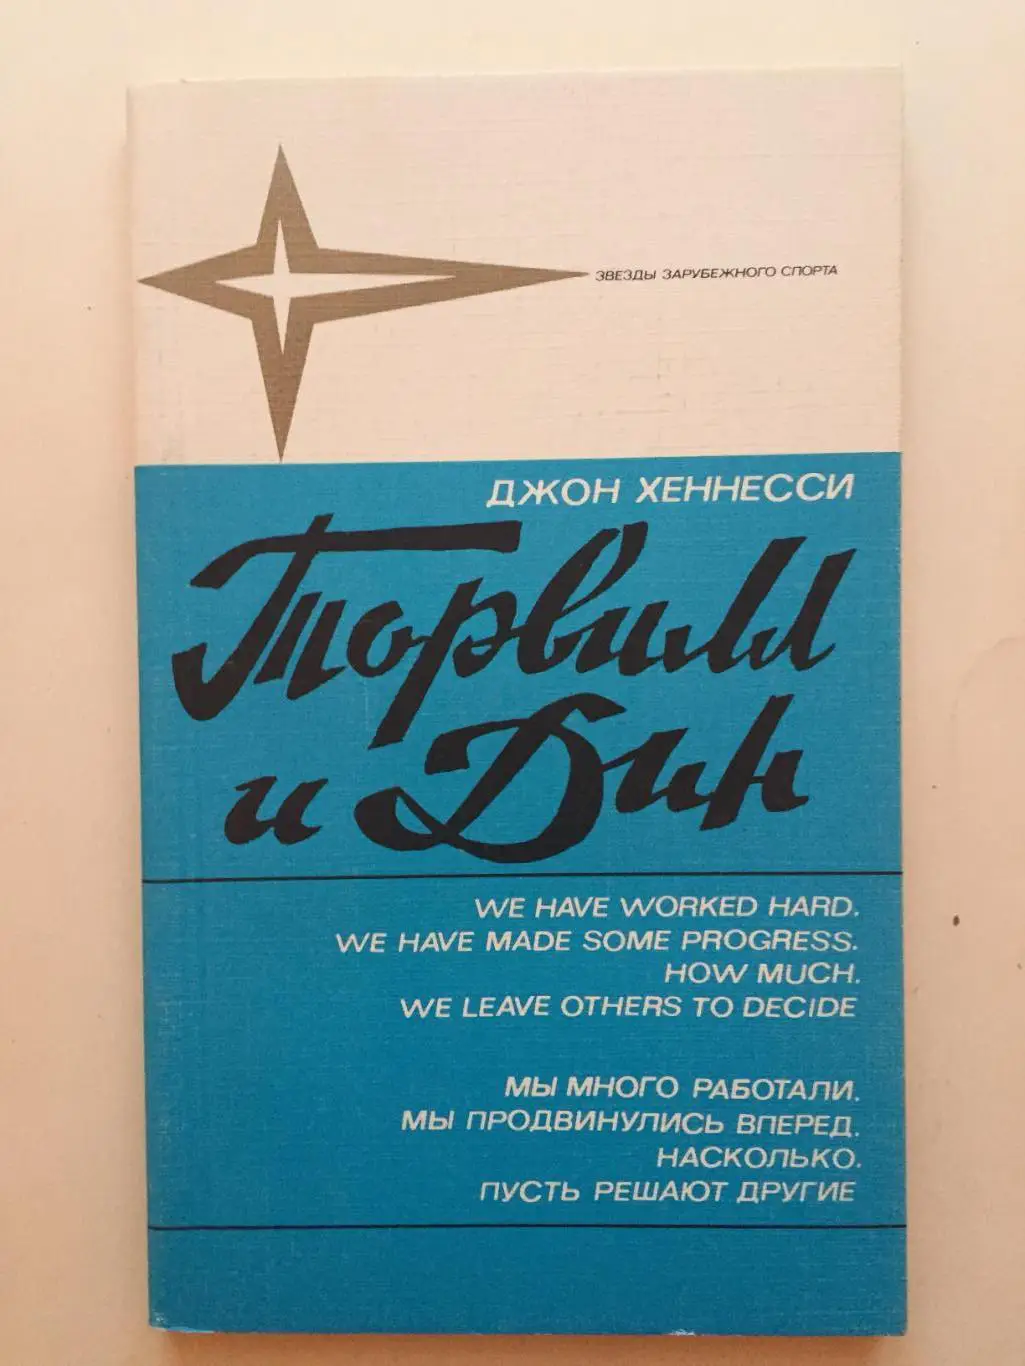 ЗВЕЗДЫ ЗАРУБЕЖНОГО СПОРТА
ДЖОН ХЕННЕССИ
Торвилл
и Дин
WE HAVE WORKED HARD.
WE HAVE MADE SOME PROGRESS.
HOW MUCH.
WE LEAVE OTHERS TO DECIDE
МЫ МНОГО РАБОТАЛИ.
МЫ ПРОДВИНУЛИСЬ ВПЕРЕД.
НАСКОЛЬКО.
ПУСТЬ РЕШАЮТ ДРУГИЕ